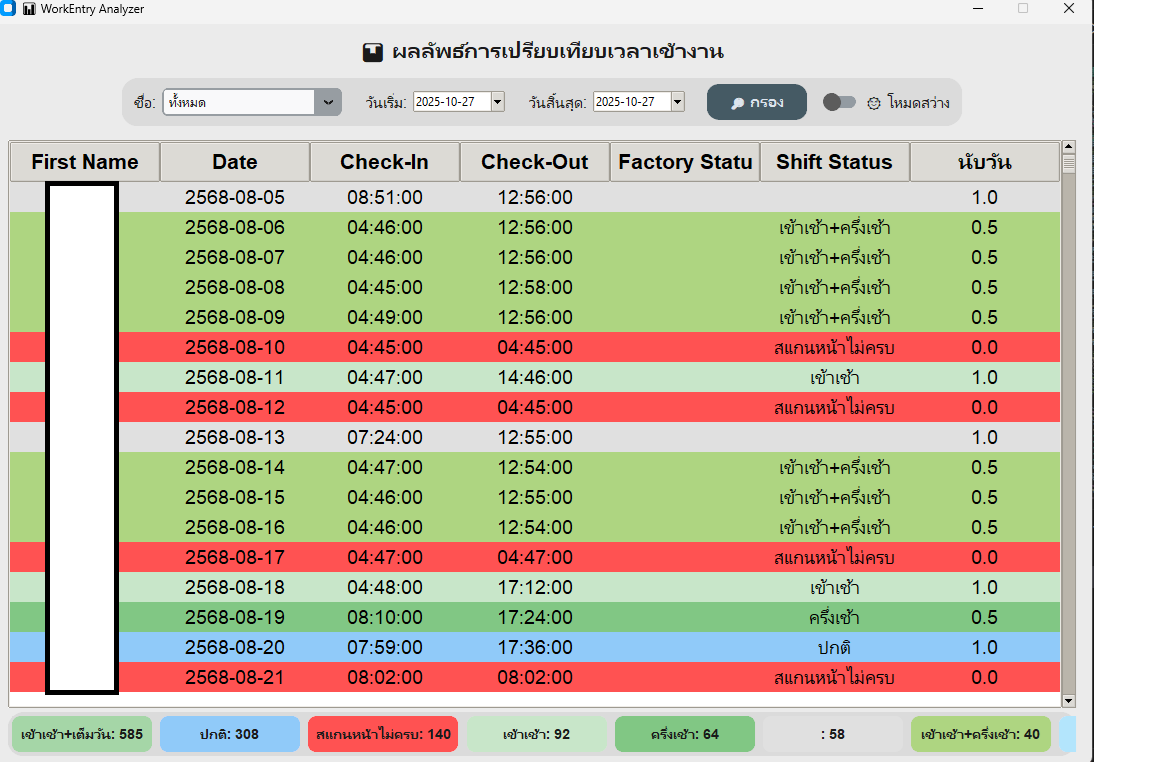 WorkEntry Analyzer
ผลลัพธ์การเปรียบเทียบเวลาเข้างาน
ชื่อ: ทั้งหมด วันเริ่ม: 2025-10-27 วันสิ้นสุด: 2025-10-27 กรอง โหมดสว่าง
First Name Date Check-In Check-Out Factory Statu Shift Status นับวัน
2568-08-05 08:51:00 12:56:00 1.0
2568-08-06 04:46:00 12:56:00 เข้าเช้า+ครึ่งเช้า 0.5
2568-08-07 04:46:00 12:56:00 เข้าเช้า+ครึ่งเช้า 0.5
2568-08-08 04:45:00 12:58:00 เข้าเช้า+ครึ่งเช้า 0.5
2568-08-09 04:49:00 12:56:00 เข้าเช้า+ครึ่งเช้า 0.5
2568-08-10 04:45:00 04:45:00 สแกนหน้าไม่ครบ 0.0
2568-08-11 04:47:00 14:46:00 เข้าเช้า 1.0
2568-08-12 04:45:00 04:45:00 สแกนหน้าไม่ครบ 0.0
2568-08-13 07:24:00 12:55:00 1.0
2568-08-14 04:47:00 12:54:00 เข้าเช้า+ครึ่งเช้า 0.5
2568-08-15 04:46:00 12:55:00 เข้าเช้า+ครึ่งเช้า 0.5
2568-08-16 04:46:00 12:54:00 เข้าเช้า+ครึ่งเช้า 0.5
2568-08-17 04:47:00 04:47:00 สแกนหน้าไม่ครบ 0.0
2568-08-18 04:48:00 17:12:00 เข้าเช้า 1.0
2568-08-19 08:10:00 17:24:00 ครึ่งเช้า 0.5
2568-08-20 07:59:00 17:36:00 ปกติ 1.0
2568-08-21 08:02:00 08:02:00 สแกนหน้าไม่ครบ 0.0
เข้าเช้า+เต็มวัน: 585 ปกติ: 308 สแกนหน้าไม่ครบ: 140 เข้าเช้า: 92 ครึ่งเช้า: 64 : 58 เข้าเช้า+ครึ่งเช้า: 40